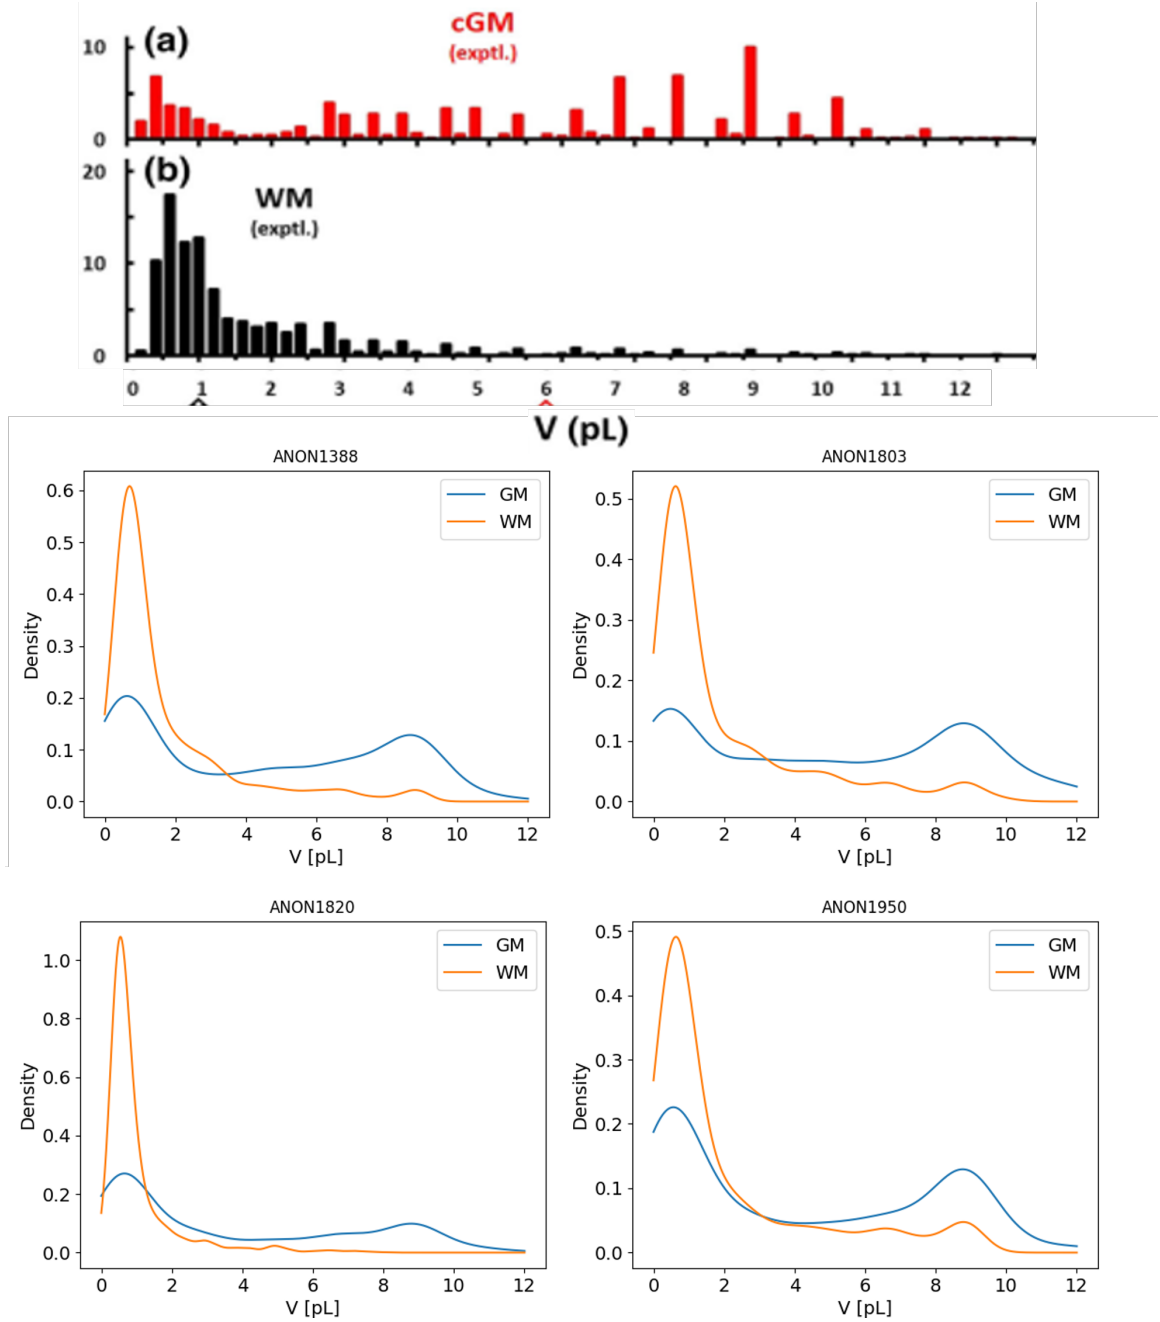 (a)
cGM
(exptl.)
10
0
(b)
WM
(exptl.)
20
10
0
0 1 2 3 4 5 6 7 8 9 10 11 12
V (pL)
ANON1388
GM
WM
0.6
0.5
0.4
0.3
0.2
0.1
0.0
Density
0 2 4 6 8 10 12
V [pL]
ANON1803
GM
WM
0.5
0.4
0.3
0.2
0.1
0.0
Density
0 2 4 6 8 10 12
V [pL]
ANON1820
GM
WM
1.0
0.8
0.6
0.4
0.2
0.0
Density
0 2 4 6 8 10 12
V [pL]
ANON1950
GM
WM
0.5
0.4
0.3
0.2
0.1
0.0
Density
0 2 4 6 8 10 12
V [pL]